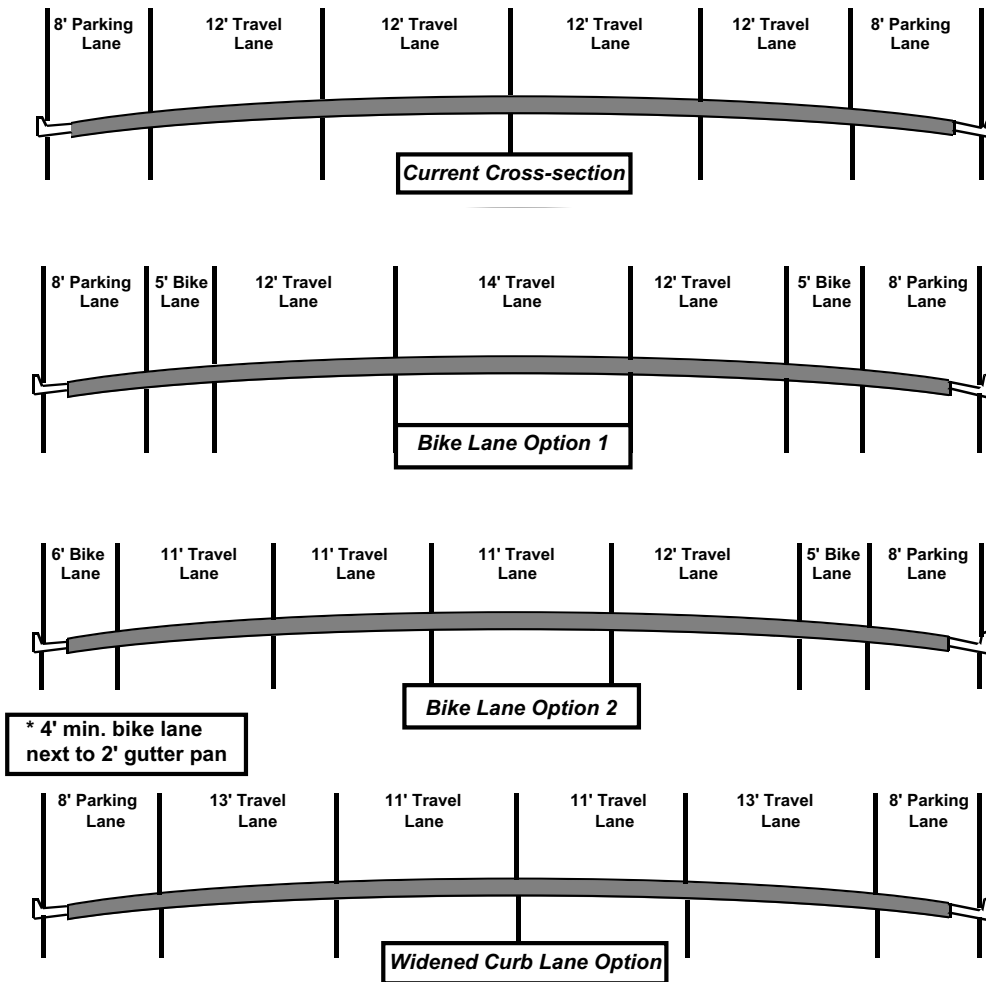 8' Parking Lane
12' Travel Lane
12' Travel Lane
12' Travel Lane
12' Travel Lane
8' Parking Lane
Current Cross-section
8' Parking Lane
5' Bike Lane
12' Travel Lane
14' Travel Lane
12' Travel Lane
5' Bike Lane
8' Parking Lane
Bike Lane Option 1
6' Bike Lane
11' Travel Lane
11' Travel Lane
11' Travel Lane
12' Travel Lane
5' Bike Lane
8' Parking Lane
Bike Lane Option 2
* 4' min. bike lane
next to 2' gutter pan
8' Parking Lane
13' Travel Lane
11' Travel Lane
11' Travel Lane
13' Travel Lane
8' Parking Lane
Widened Curb Lane Option